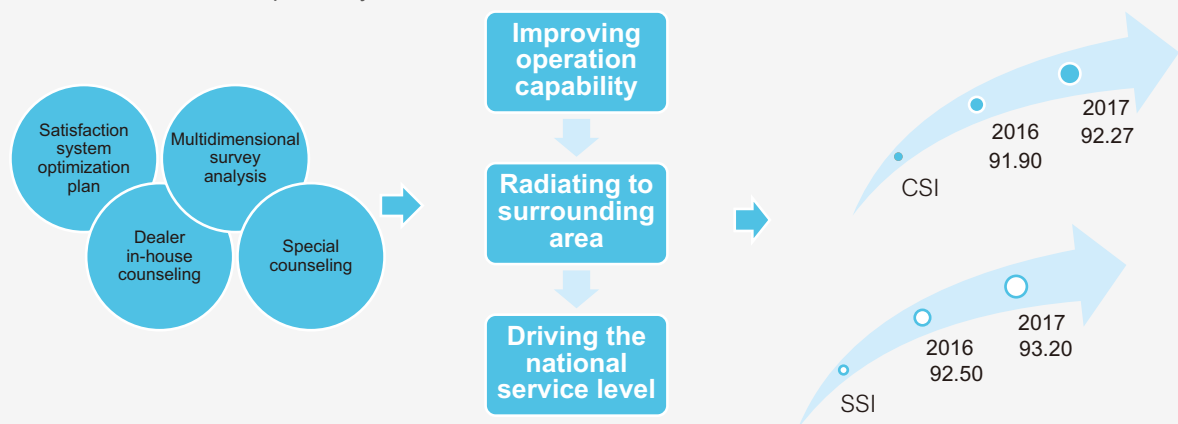 Satisfaction
system
optimization
plan
Multidimensional
survey
analysis
Dealer
in-house
counseling
Special
counseling
Improving
operation
capability
Radiating to
surrounding
area
Driving the
national
service level
2017
92.27
2016
91.90
CSI
2017
93.20
2016
92.50
SSI